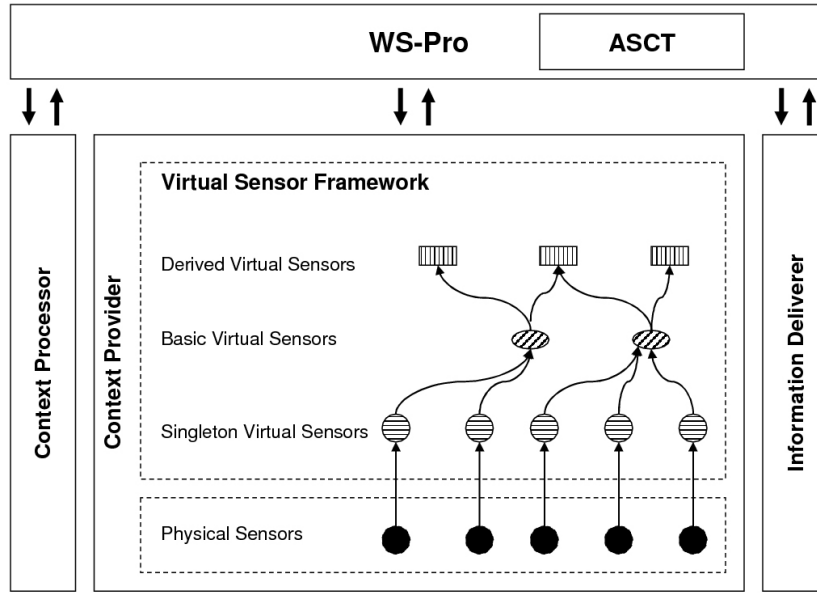 WS-Pro
ASCT
Context Processor
Context Provider
Virtual Sensor Framework
Derived Virtual Sensors
Basic Virtual Sensors
Singleton Virtual Sensors
Physical Sensors
Information Deliverer